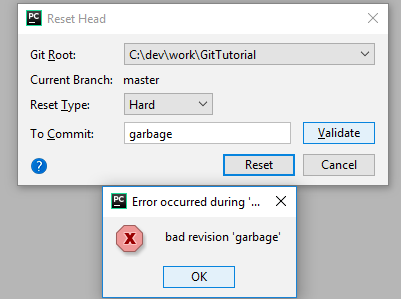 PC Reset Head
Git Root: C:\dev\work\GitTutorial
Current Branch: master
Reset Type: Hard
To Commit: garbage Validate
? Reset Cancel
PC Error occurred during '...
bad revision 'garbage'
OK